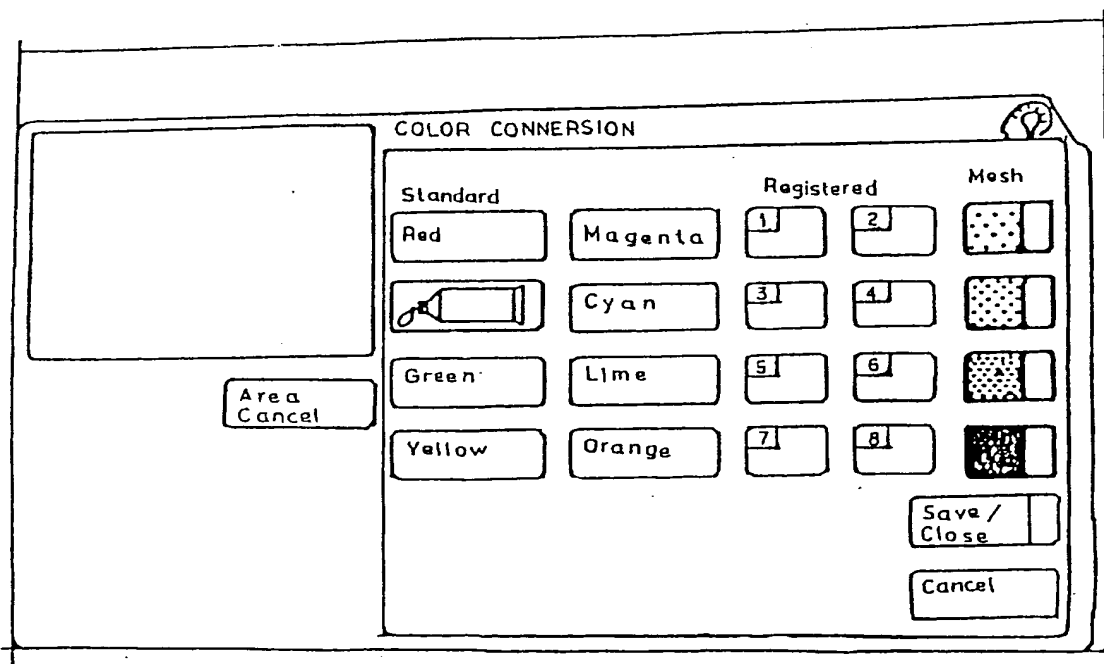 COLOR CONNERSION
Standard
Registered
Mesh
Red
Magenta
1
2
Cyan
3
4
Green
Lime
5
6
Area
Cancel
Yellow
Orange
7
8
Save/
Close
Cancel